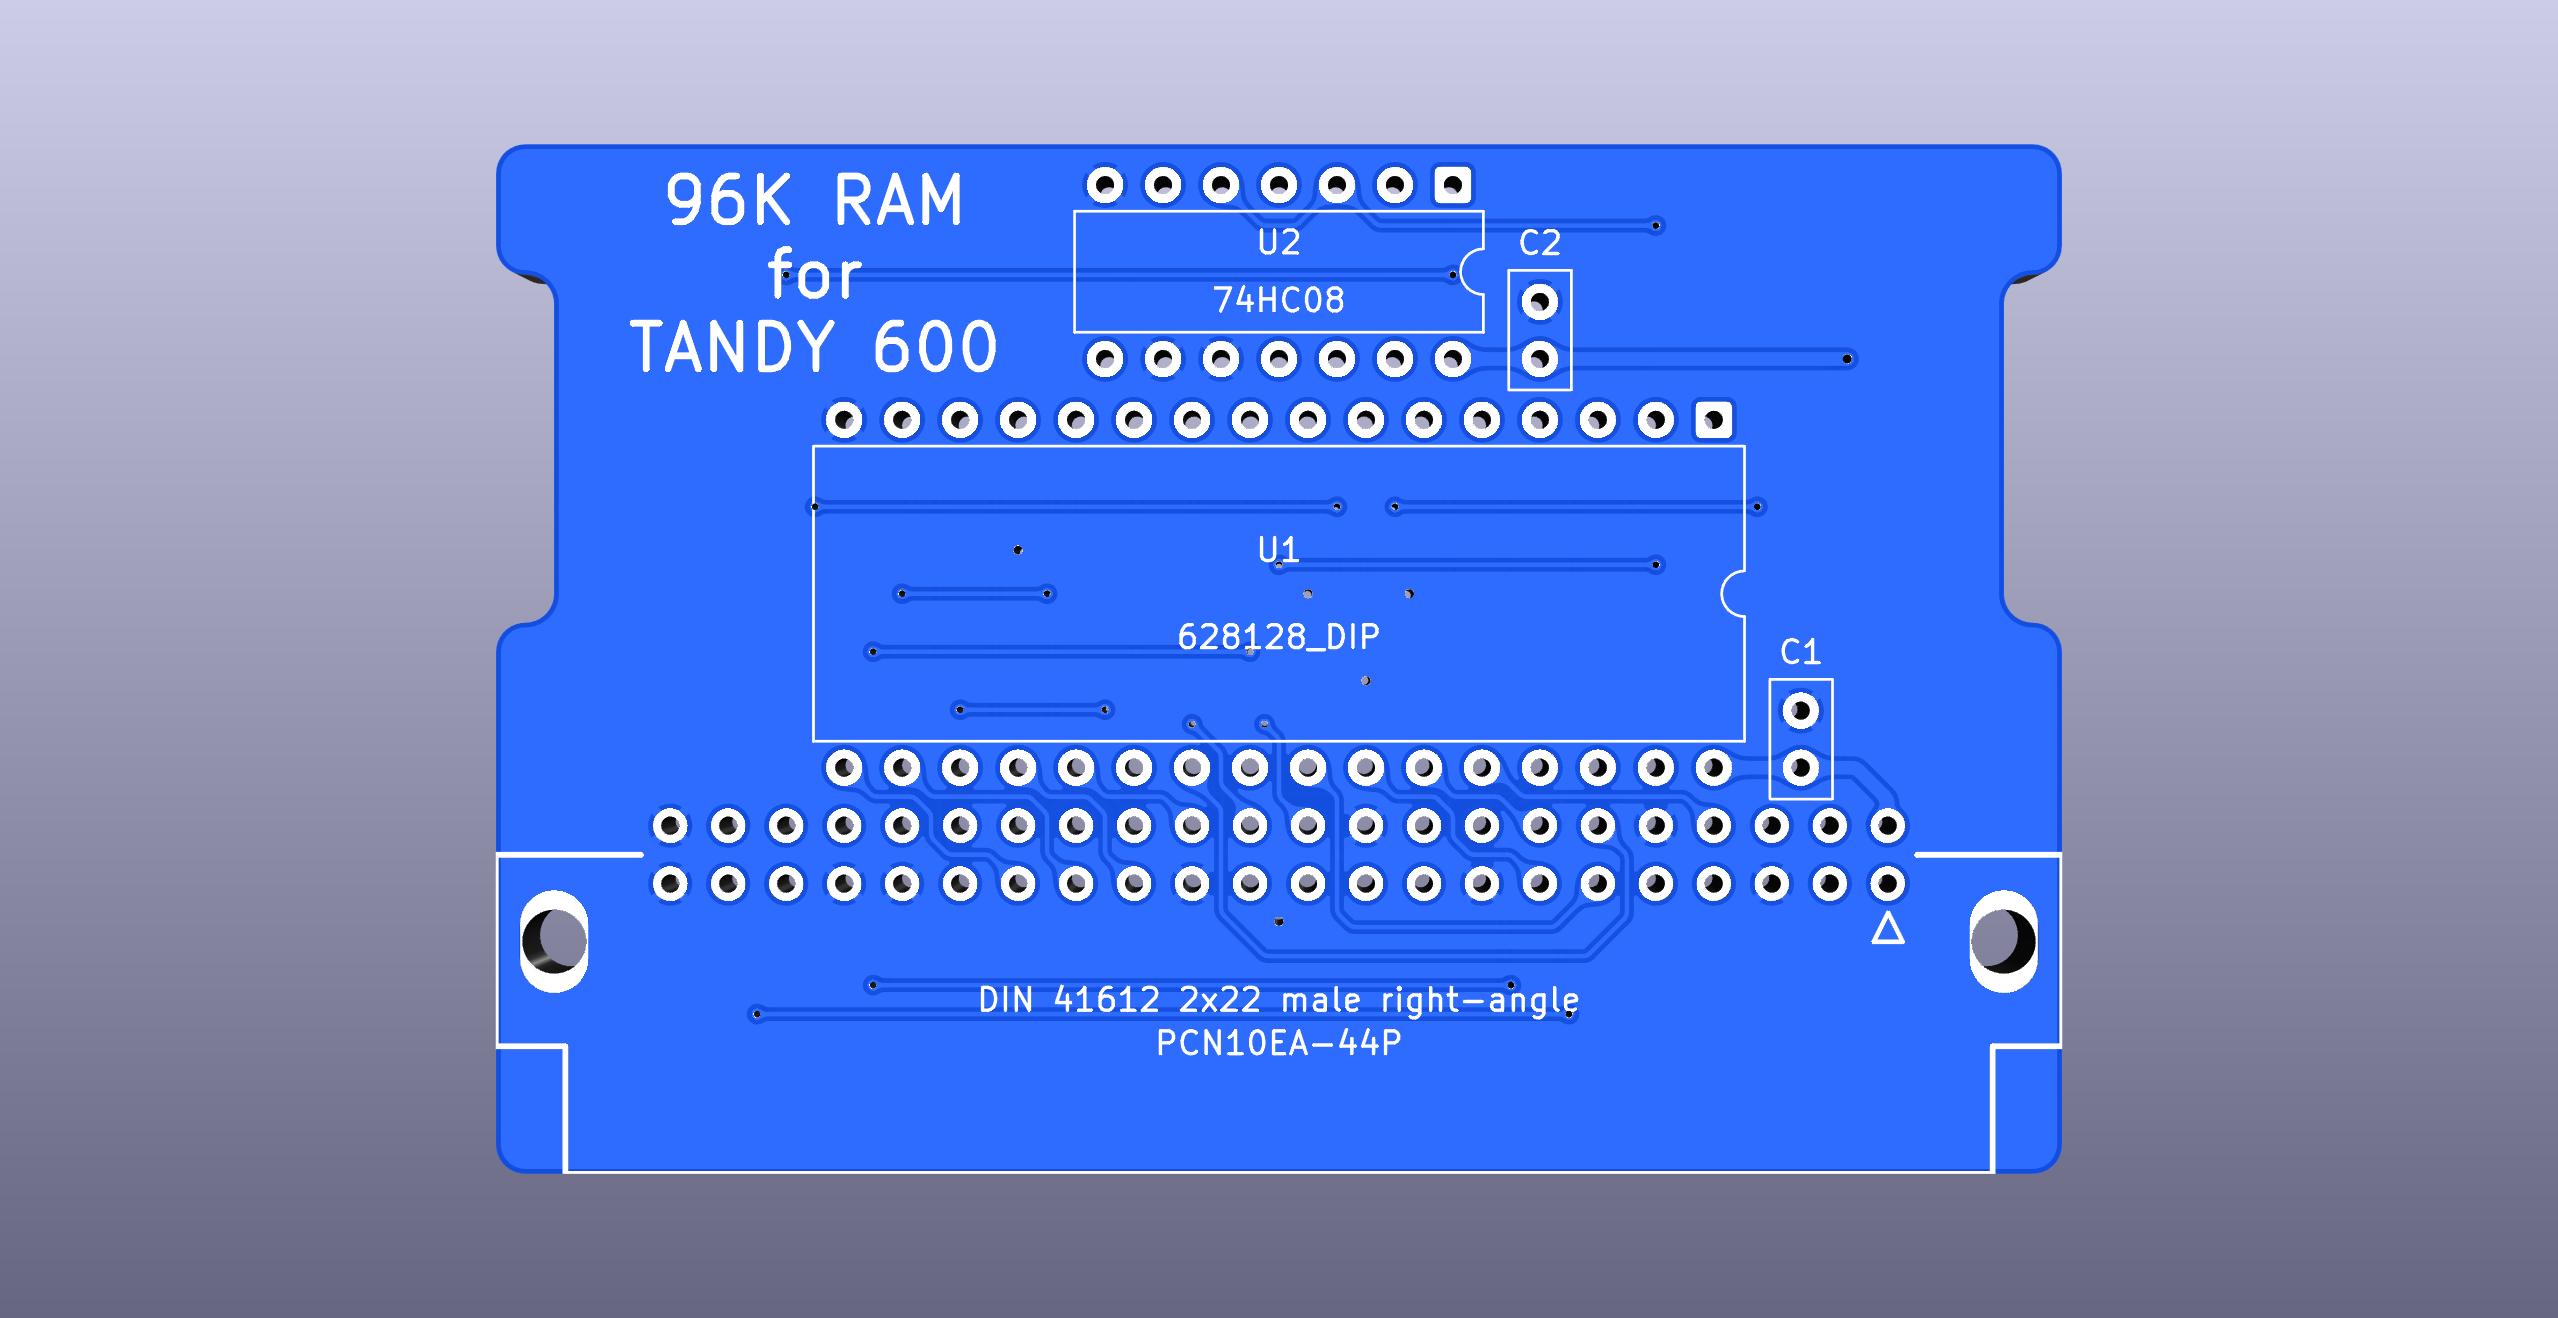 96K RAM
for
TANDY 600
U2
74HC08
C2
U1
628128_DIP
C1
DIN 41612 2x22 male right-angle
PCN10EA-44P